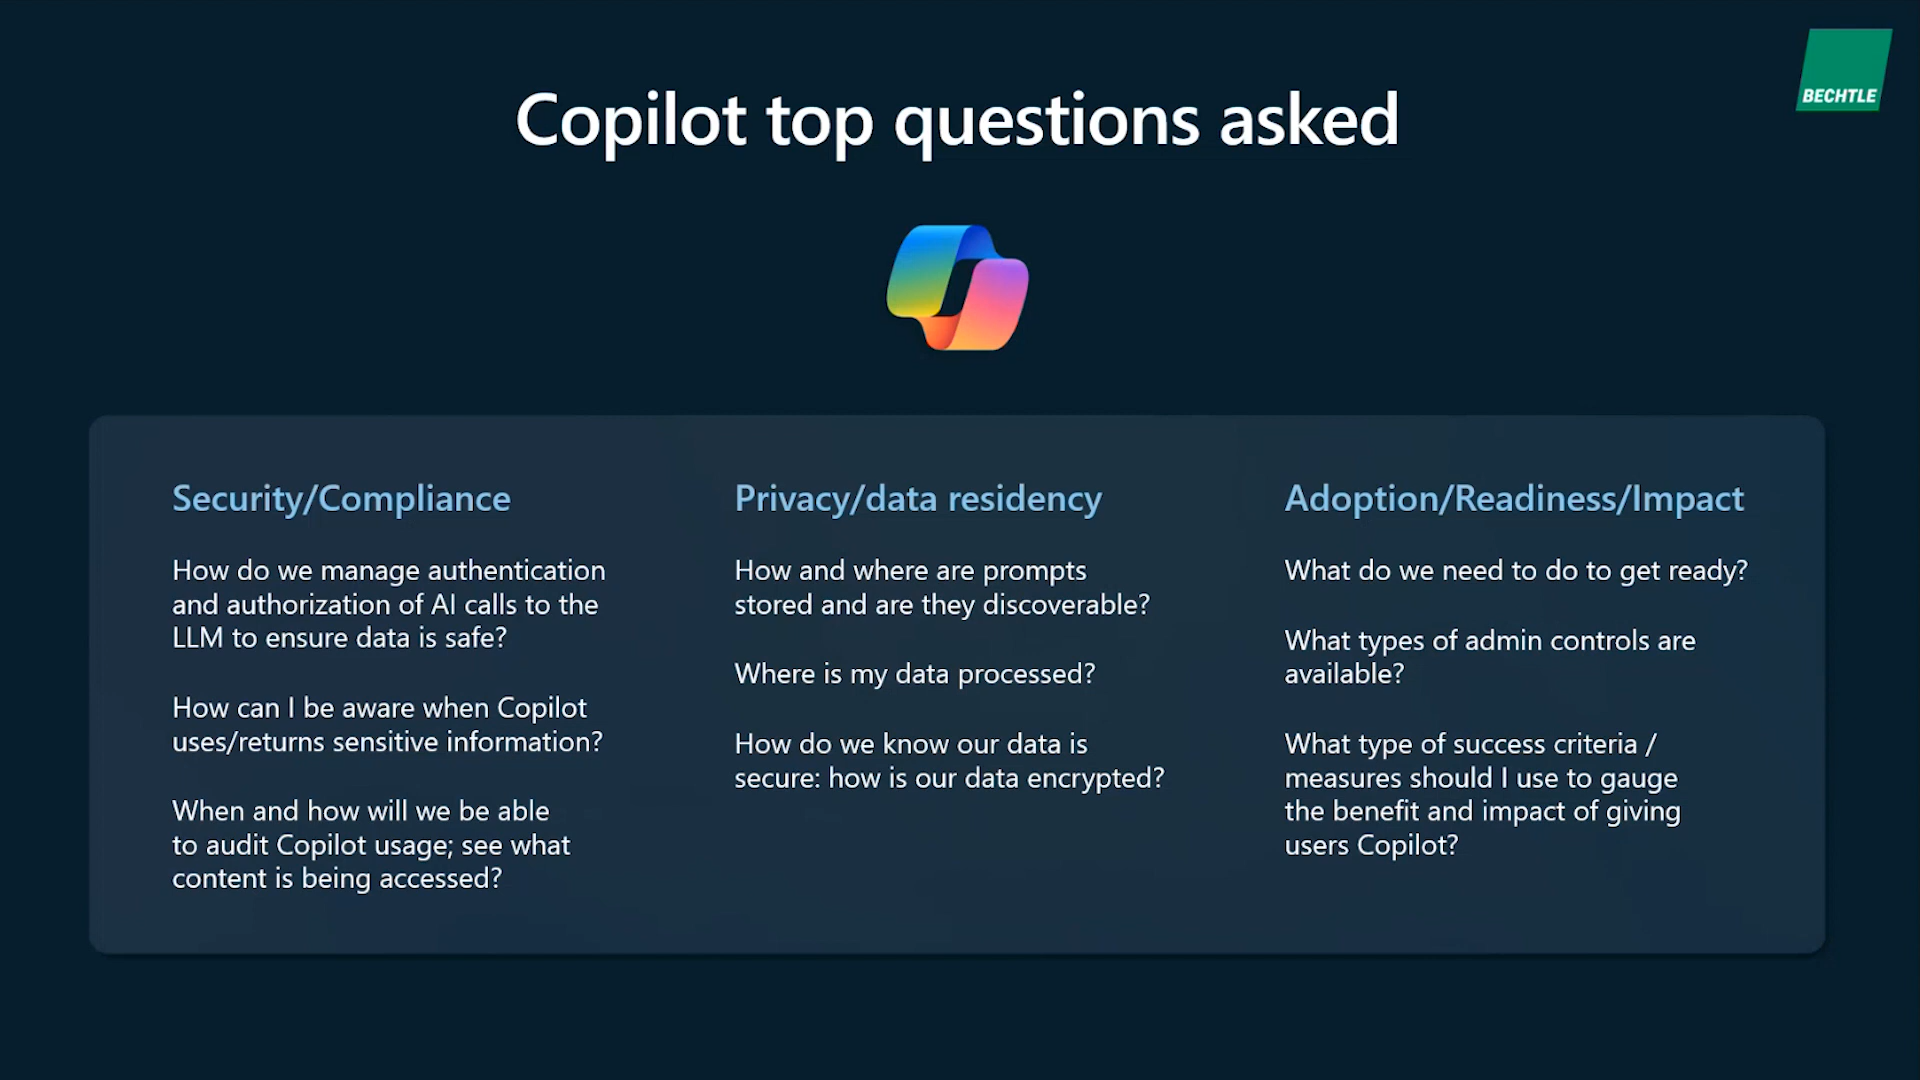 BECHTLE
Copilot top questions asked
Security/Compliance
How do we manage authentication
and authorization of AI calls to the
LLM to ensure data is safe?
How can I be aware when Copilot
uses/returns sensitive information?
When and how will we be able
to audit Copilot usage; see what
content is being accessed?
Privacy/data residency
How and where are prompts
stored and are they discoverable?
Where is my data processed?
How do we know our data is
secure: how is our data encrypted?
Adoption/Readiness/Impact
What do we need to do to get ready?
What types of admin controls are
available?
What type of success criteria /
measures should I use to gauge
the benefit and impact of giving
users Copilot?